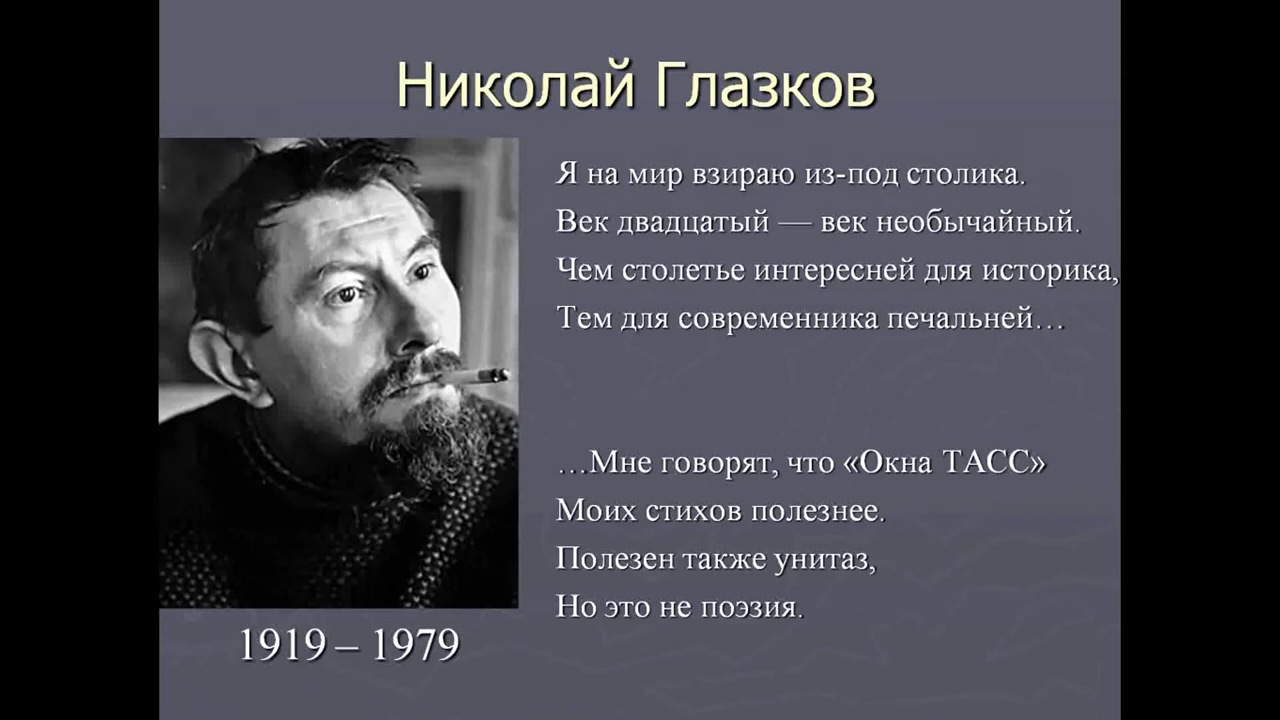 Николай Глазков
Я на мир взираю из-под столика.
Век двадцатый — век необычайный.
Чем столетье интересней для историка,
Тем для современника печальней…
…Мне говорят, что «Окна ТАСС»
Моих стихов полезнее.
Полезен также унитаз,
Но это не поэзия.
1919 – 1979